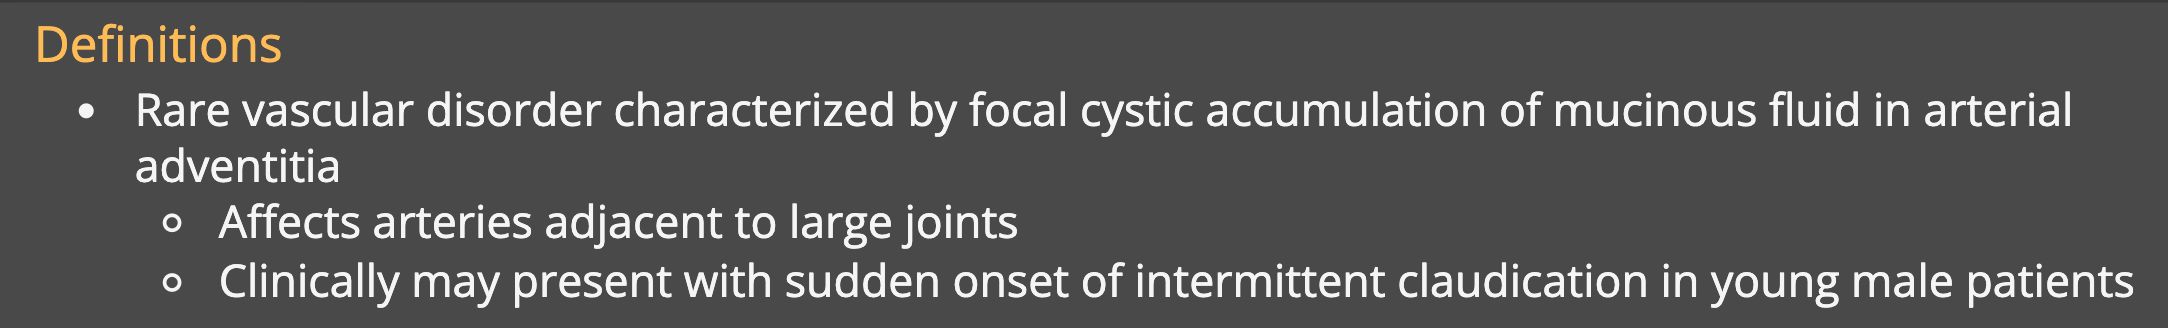 Definitions
• Rare vascular disorder characterized by focal cystic accumulation of mucinous fluid in arterial
adventitia
○ Affects arteries adjacent to large joints
○ Clinically may present with sudden onset of intermittent claudication in young male patients